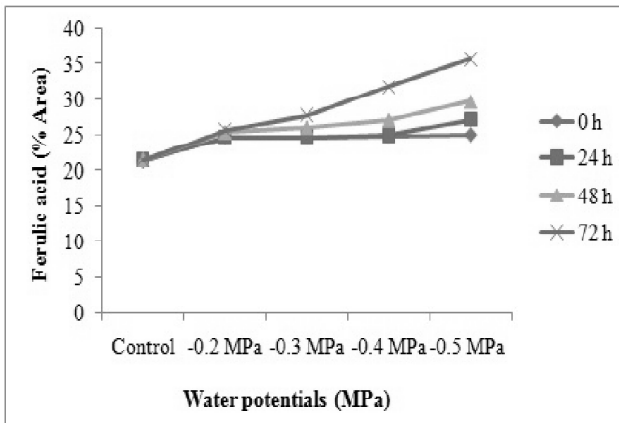 40
35
30
25
20
15
10
5
0
Ferulic acid (% Area)
Control -0.2 MPa -0.3 MPa -0.4 MPa -0.5 MPa
Water potentials (MPa)
0 h
24 h
48 h
72 h